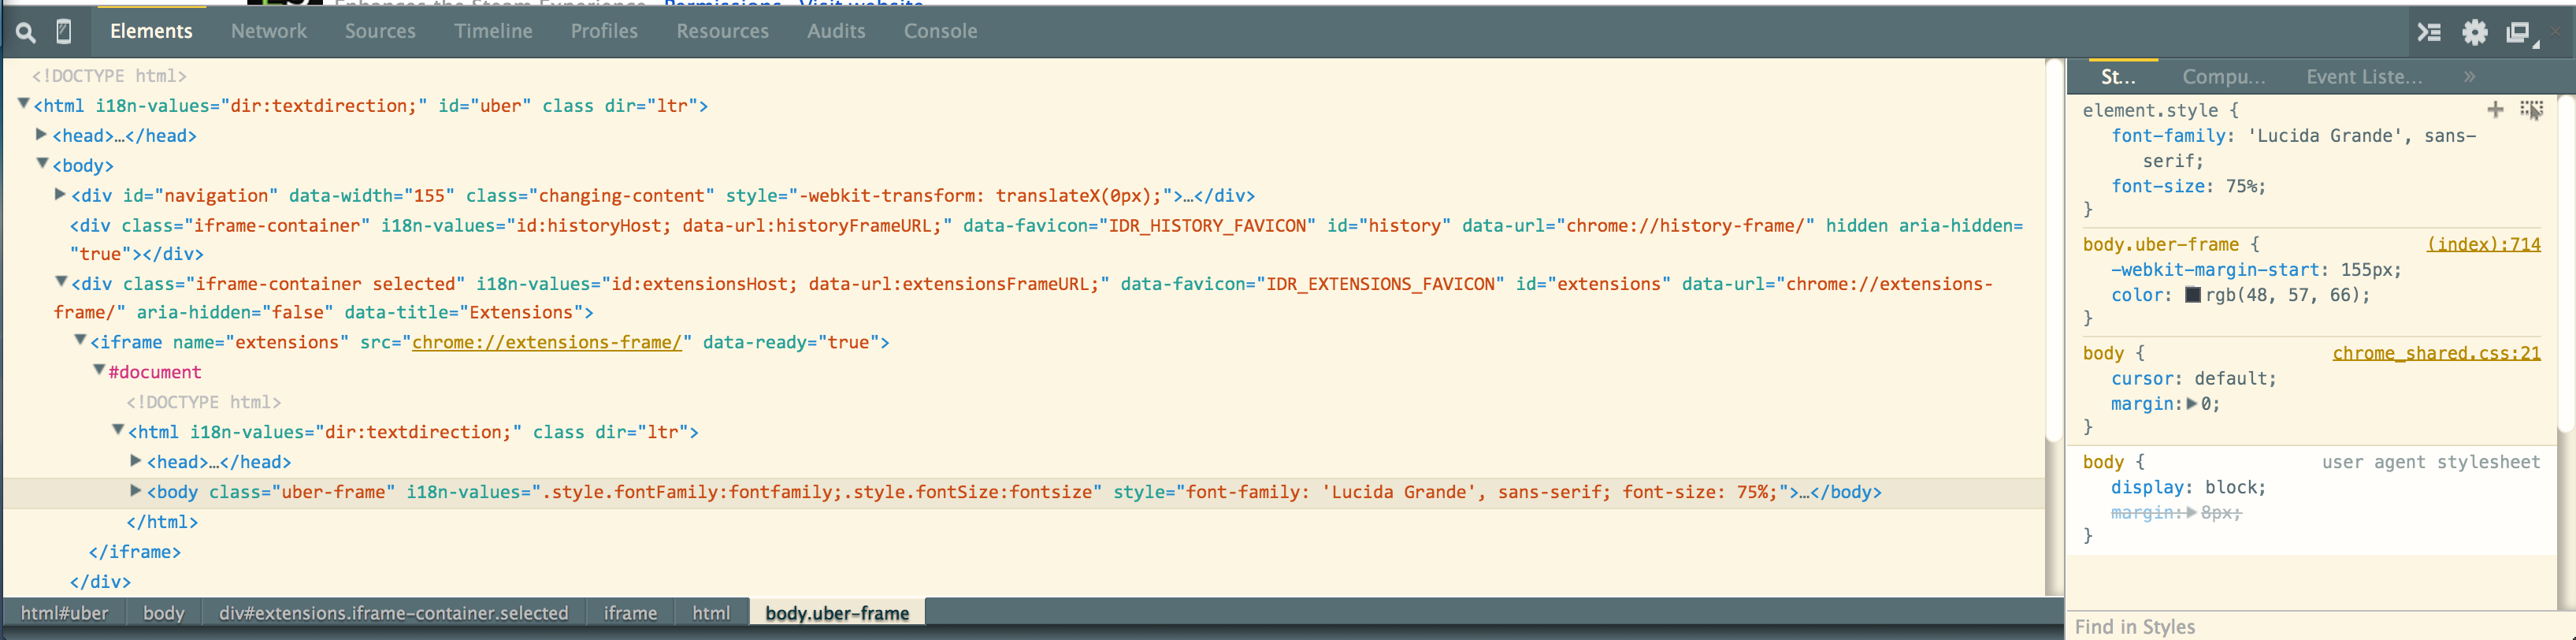 Enhances the Steam Experience Permissions Visit website
Elements Network Sources Timeline Profiles Resources Audits Console
<!DOCTYPE html>
<html i18n-values="dir:textdirection;" id="uber" class dir="ltr">
<head>…</head>
<body>
<div id="navigation" data-width="155" class="changing-content" style="-webkit-transform: translateX(0px);">…</div>
<div class="iframe-container" i18n-values="id:historyHost; data-url:historyFrameURL;" data-favicon="IDR_HISTORY_FAVICON" id="history" data-url="chrome://history-frame/" hidden aria-hidden=
"true"></div>
<div class="iframe-container selected" i18n-values="id:extensionsHost; data-url:extensionsFrameURL;" data-favicon="IDR_EXTENSIONS_FAVICON" id="extensions" data-url="chrome://extensions-
frame/" aria-hidden="false" data-title="Extensions">
<iframe name="extensions" src="chrome://extensions-frame/" data-ready="true">
#document
<!DOCTYPE html>
<html i18n-values="dir:textdirection;" class dir="ltr">
<head>…</head>
<body class="uber-frame" i18n-values=".style.fontFamily:fontfamily;.style.fontSize:fontsize" style="font-family: 'Lucida Grande', sans-serif; font-size: 75%;">…</body>
</html>
</iframe>
</div>
html#uber body div#extensions.iframe-container.selected iframe html body.uber-frame
St… Compu… Event Liste… »
element.style {
font-family: 'Lucida Grande', sans-
serif;
font-size: 75%;
}
body.uber-frame { (index):714
-webkit-margin-start: 155px;
color: rgb(48, 57, 66);
}
body { chrome_shared.css:21
cursor: default;
margin: 0;
}
body { user agent stylesheet
display: block;
margin: 8px;
}
Find in Styles